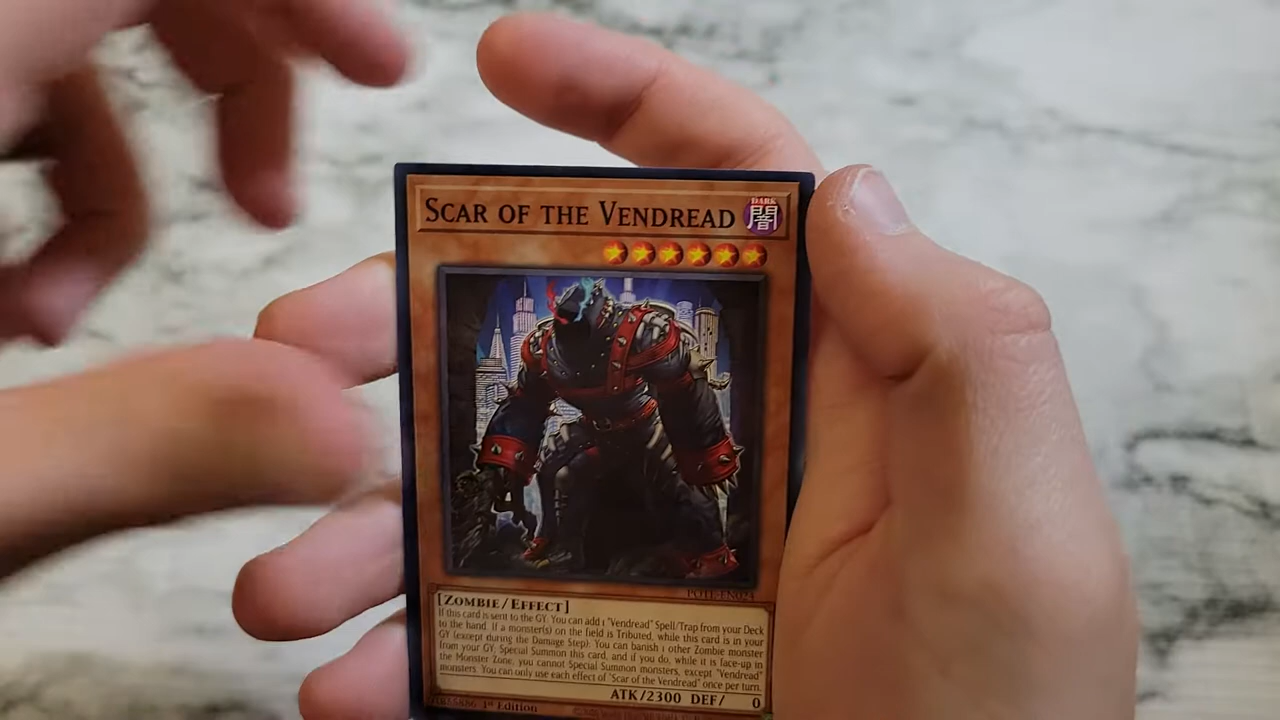 SCAR OF THE VENDREAD
DARK
闇
POTE-EN024
[ZOMBIE/EFFECT]
If this card is sent to the GY: You can add 1 "Vendread" Spell/Trap from your Deck
to the hand. If a monster(s) on the field is Tributed, while this card is in your
GY (except during the Damage Step): You can banish 1 other Zombie monster
from your GY; Special Summon this card, and if you do, while it is face-up in
the Monster Zone, you cannot Special Summon monsters, except "Vendread"
monsters. You can only use each effect of "Scar of the Vendread" once per turn.
ATK/2300 DEF/ 0
1st Edition